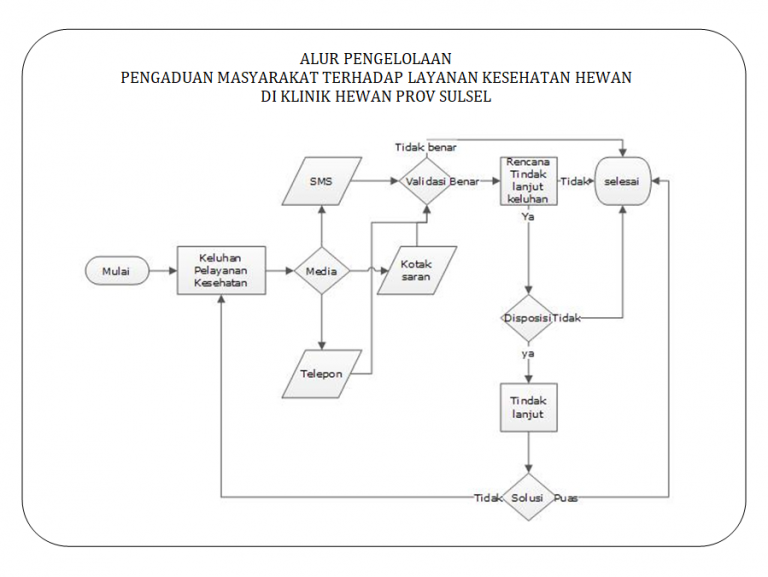 ALUR PENGELOLAAN
PENGADUAN MASYARAKAT TERHADAP LAYANAN KESEHATAN HEWAN
DI KLINIK HEWAN PROV SULSEL
Tidak benar
SMS
Validasi
Benar
Rencana
Tindak
lanjut
keluhan
Tidak
selesai
Ya
Mulai
Keluhan
Pelayanan
Kesehatan
Media
Kotak
saran
Disposisi
Tidak
ya
Telepon
Tindak
lanjut
Tidak
Solusi
Puas